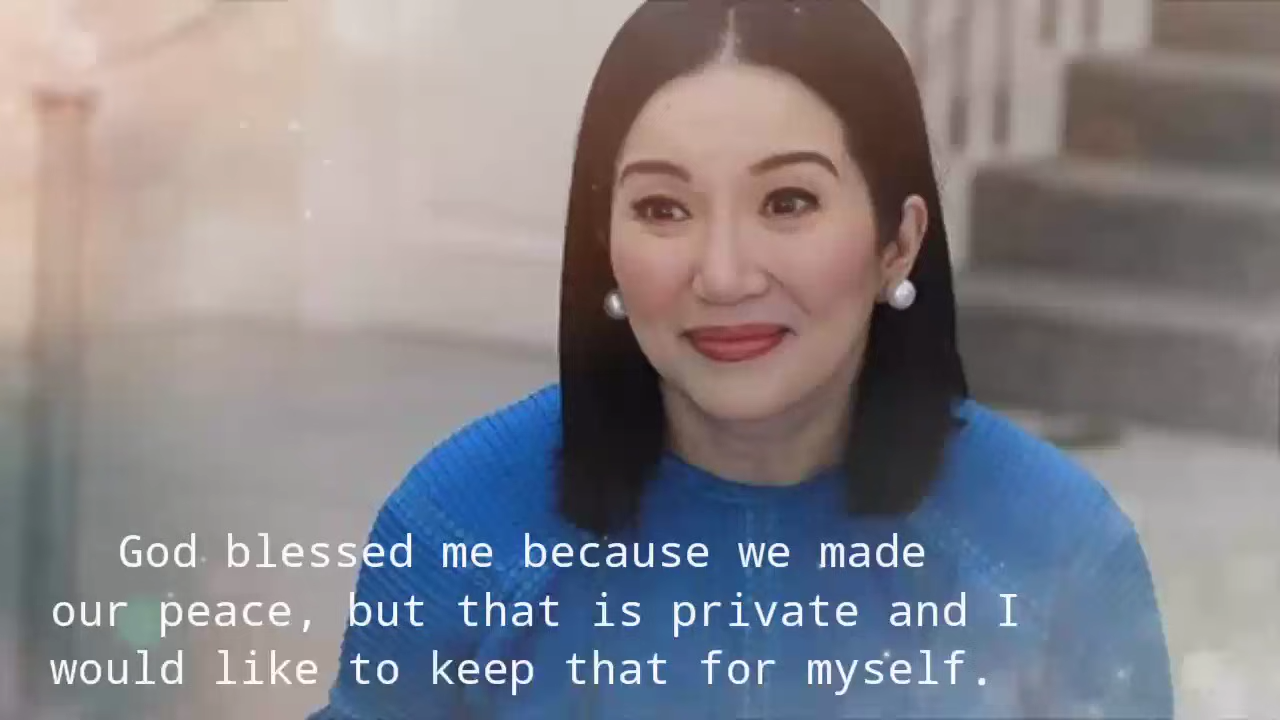 God blessed me because we made
our peace, but that is private and I
would like to keep that for myself.